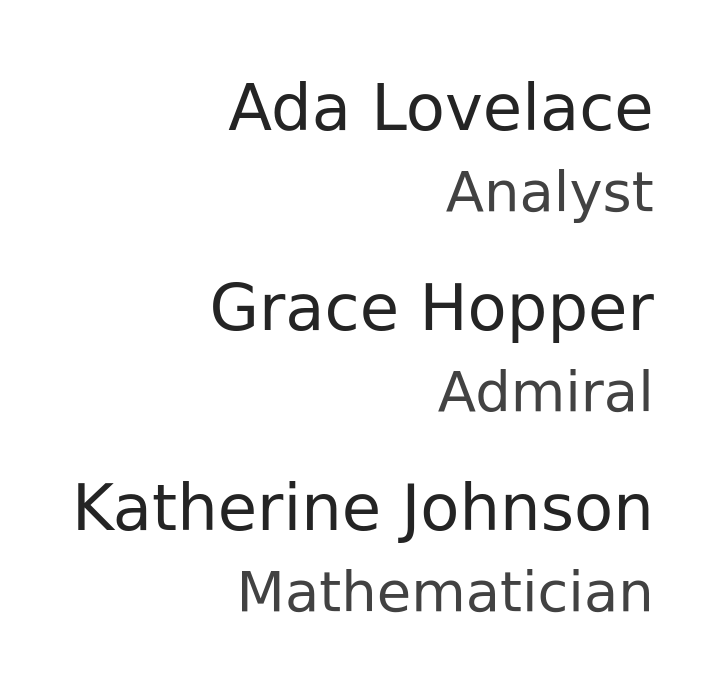 Ada Lovelace
Analyst
Grace Hopper
Admiral
Katherine Johnson
Mathematician